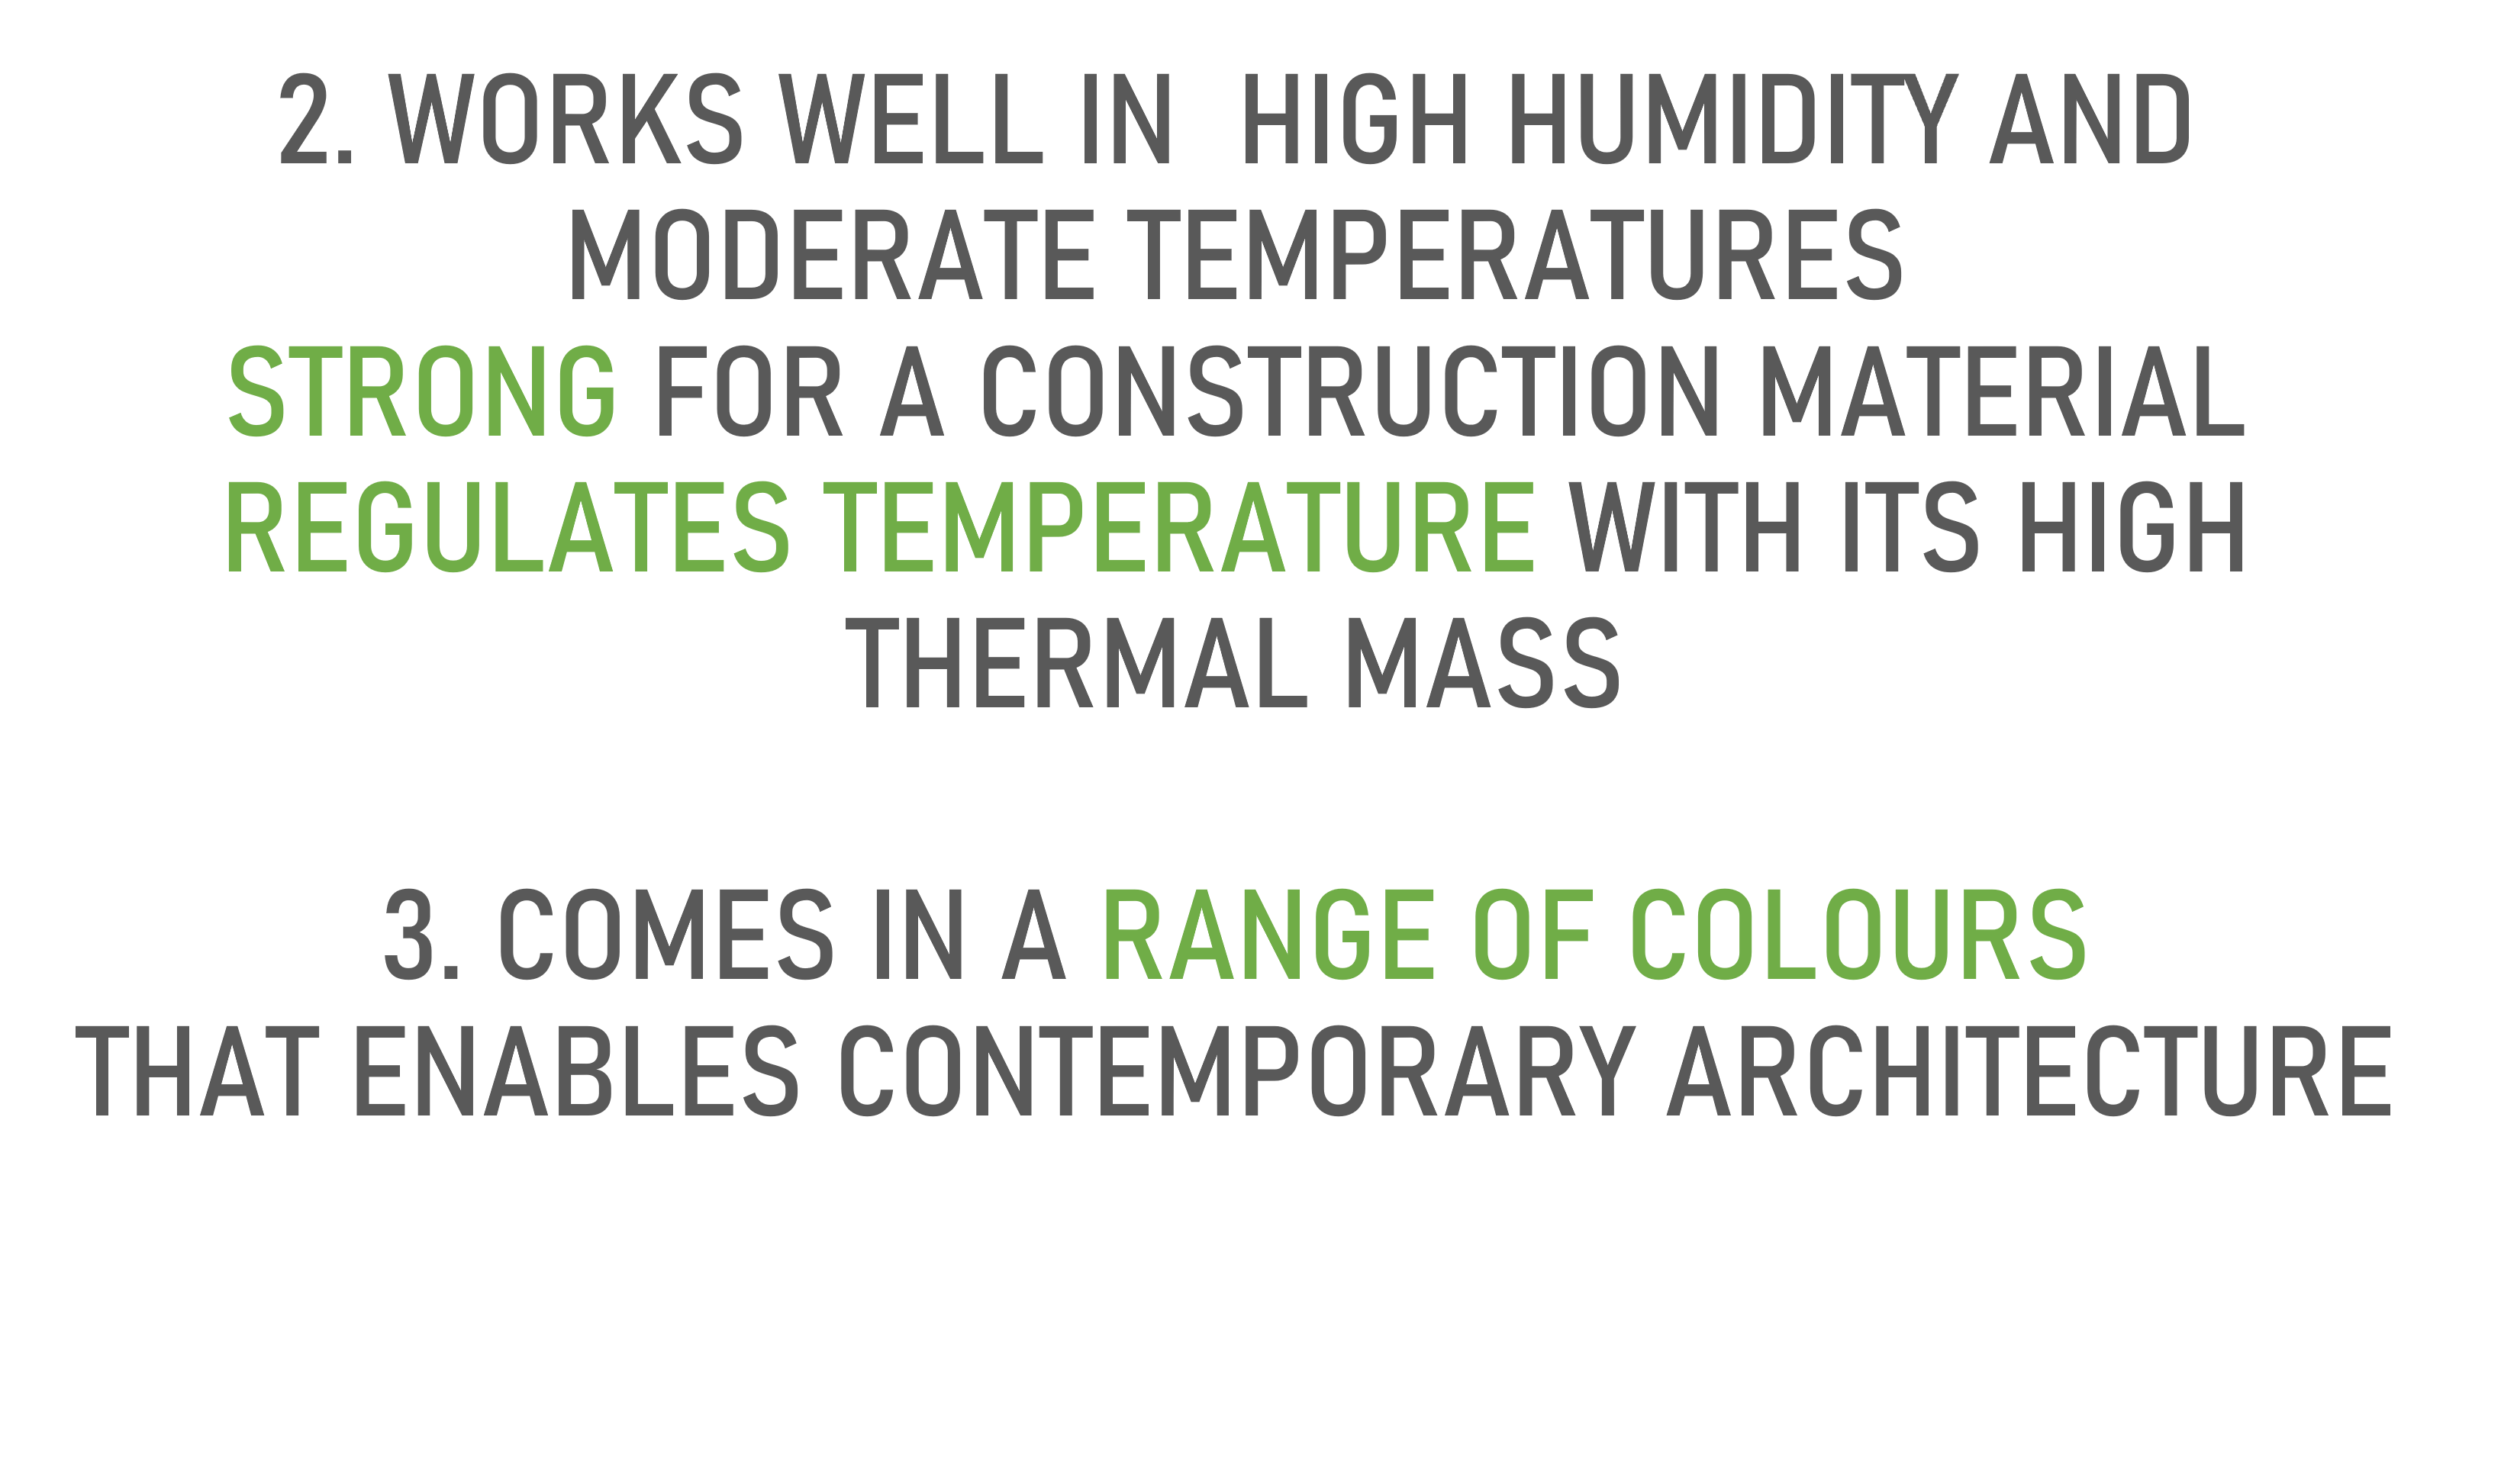 2. WORKS WELL IN  HIGH HUMIDITY AND
MODERATE TEMPERATURES
STRONG FOR A CONSTRUCTION MATERIAL
REGULATES TEMPERATURE WITH ITS HIGH
THERMAL MASS
3. COMES IN A RANGE OF COLOURS
THAT ENABLES CONTEMPORARY ARCHITECTURE